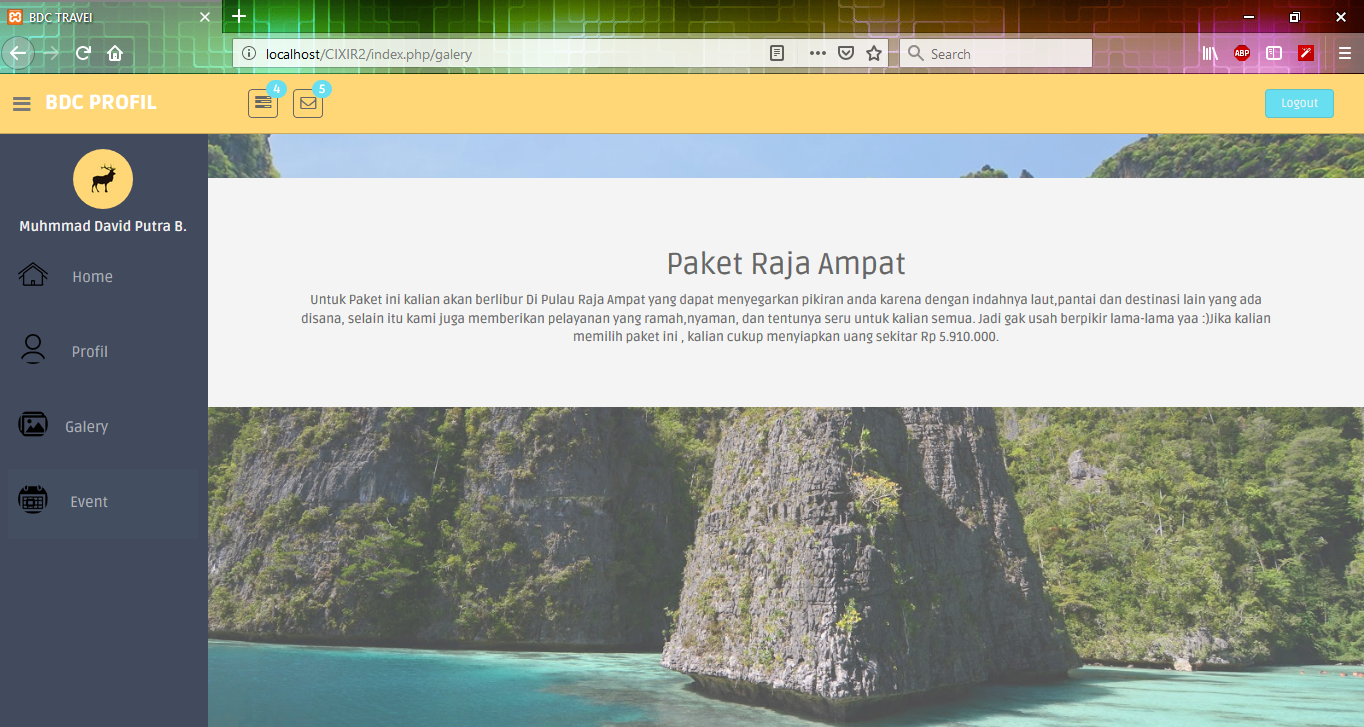 BDC TRAVEl
localhost/CIXIR2/index.php/galery
Search
ABP
BDC PROFIL
4
5
Logout
Muhmmad David Putra B.
Home
Profil
Galery
Event
Paket Raja Ampat
Untuk Paket ini kalian akan berlibur Di Pulau Raja Ampat yang dapat menyegarkan pikiran anda karena dengan indahnya laut,pantai dan destinasi lain yang ada
disana, selain itu kami juga memberikan pelayanan yang ramah,nyaman, dan tentunya seru untuk kalian semua. Jadi gak usah berpikir lama-lama yaa :)Jika kalian
memilih paket ini , kalian cukup menyiapkan uang sekitar Rp 5.910.000.